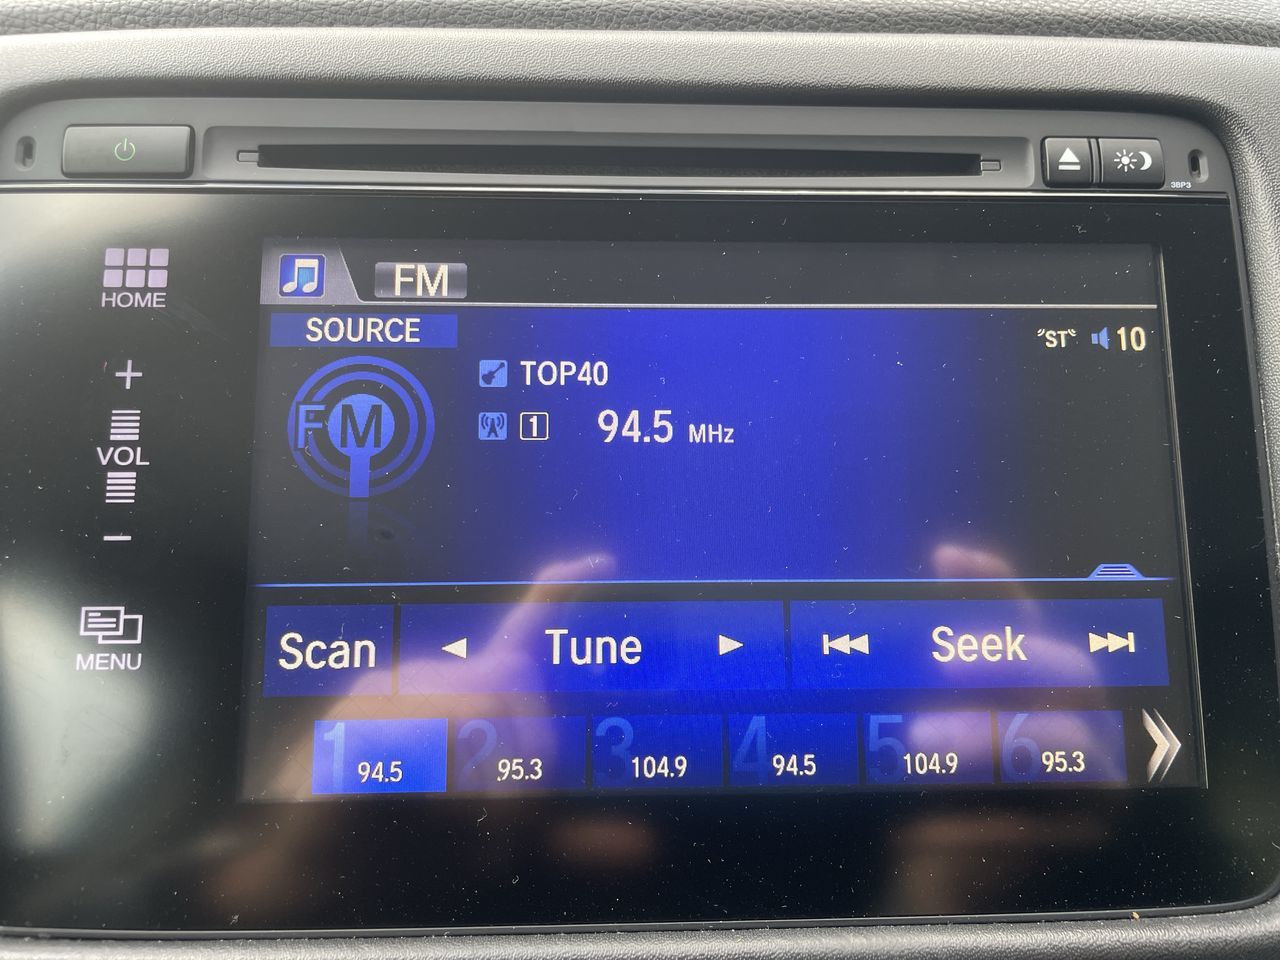 3BP3
HOME
FM
SOURCE
"ST" 10
TOP40
FM
1 94.5 MHz
VOL
MENU
Scan Tune Seek
1 94.5 2 95.3 3 104.9 4 94.5 5 104.9 6 95.3